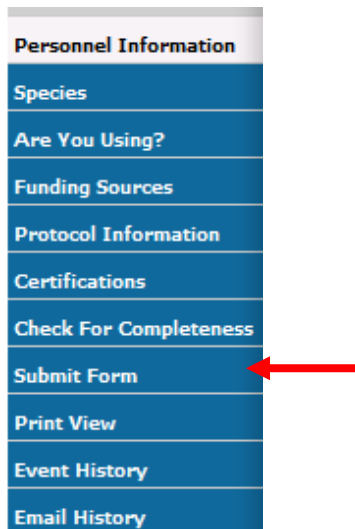 Personnel Information
Species
Are You Using?
Funding Sources
Protocol Information
Certifications
Check For Completeness
Submit Form
Print View
Event History
Email History